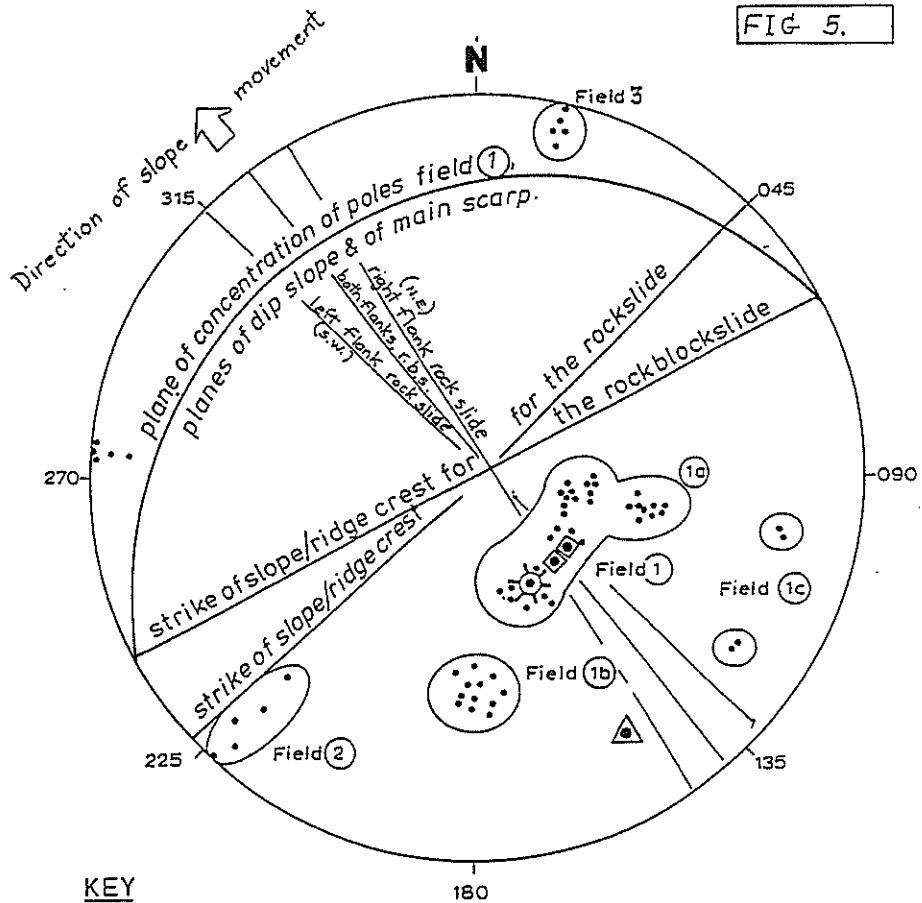 FIG 5.
N
Direction of slope movement
Field 3
315
045
plane of concentration of poles field 1.
planes of dip slope & of main scarp.
(N.E)
right flank rock slide
both flanks, r.b.s.
left flank rock slide
(s.w.)
for the rockslide
strike of slope/ridge crest for the rockblockslide
270
090
1a
strike of slope/ridge crest
Field 1
Field 1c
Field 1b
225
Field 2
135
KEY
180